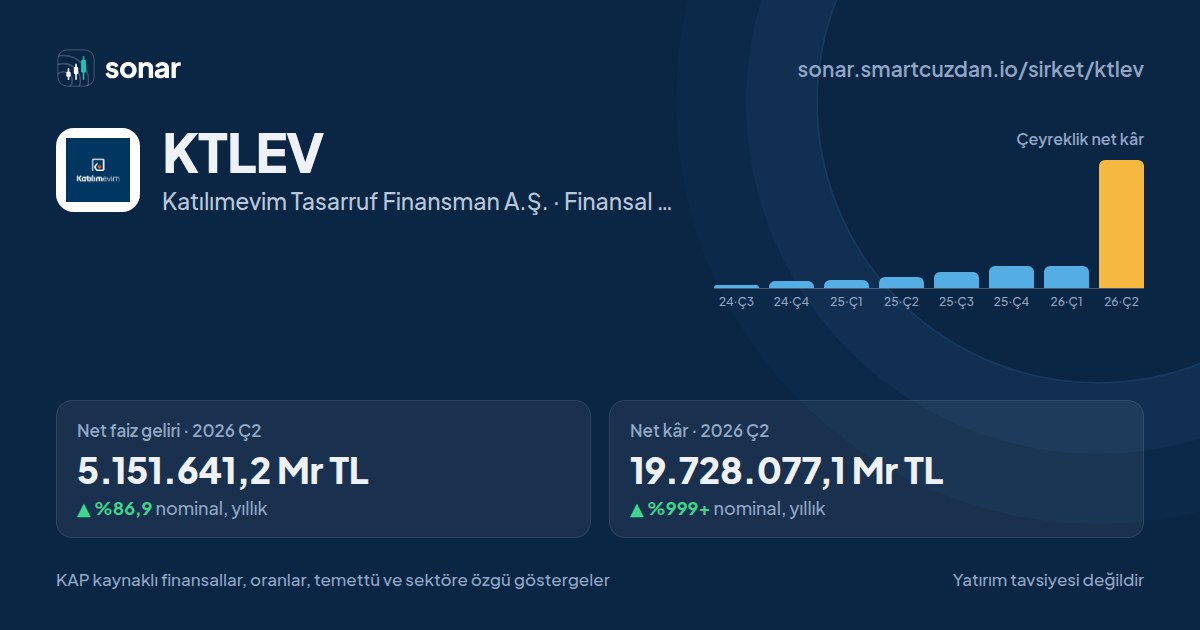 sonar
sonar.smartcuzdan.io/sirket/ktlev
Katılımevim
KTLEV
Katılımevim Tasarruf Finansman A.Ş. · Finansal ...
Çeyreklik net kâr
24·Ç3 24·Ç4 25·Ç1 25·Ç2 25·Ç3 25·Ç4 26·Ç1 26·Ç2
Net faiz geliri · 2026 Ç2
5.151.641,2 Mr TL
▲ %86,9 nominal, yıllık
Net kâr · 2026 Ç2
19.728.077,1 Mr TL
▲ %999+ nominal, yıllık
KAP kaynaklı finansallar, oranlar, temettü ve sektöre özgü göstergeler
Yatırım tavsiyesi değildir